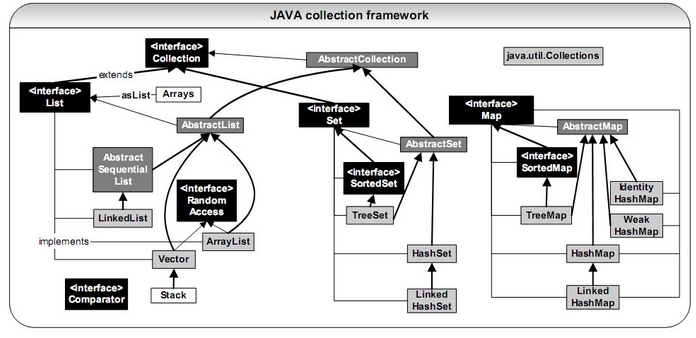 JAVA collection framework
<interface>
Collection
AbstractCollection
java.util.Collections
extends
<interface>
List
asList
Arrays
<interface>
Set
<interface>
Map
AbstractList
AbstractSet
AbstractMap
Abstract
Sequential
List
<interface>
SortedSet
<interface>
SortedMap
<interface>
Random
Access
Identity
HashMap
LinkedList
TreeSet
TreeMap
Weak
HashMap
implements
ArrayList
Vector
HashSet
HashMap
<interface>
Comparator
Stack
Linked
HashSet
Linked
HashMap